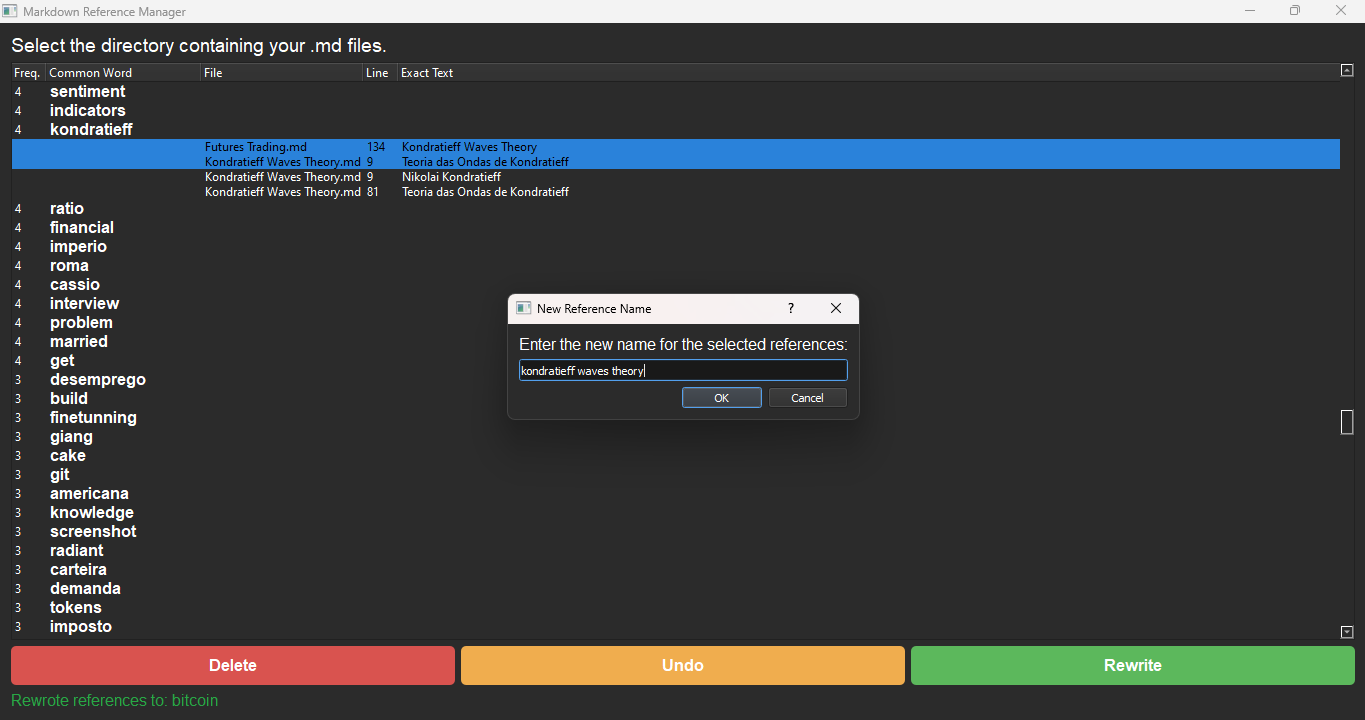 Markdown Reference Manager
Select the directory containing your .md files.
Freq. Common Word File Line Exact Text
4 sentiment
4 indicators
4 kondratieff
Futures Trading.md 134 Kondratieff Waves Theory
Kondratieff Waves Theory.md 9 Teoria das Ondas de Kondratieff
Kondratieff Waves Theory.md 9 Nikolai Kondratieff
Kondratieff Waves Theory.md 81 Teoria das Ondas de Kondratieff
4 ratio
4 financial
4 imperio
4 roma
4 cassio
4 interview
4 problem
4 married
4 get
3 desemprego
3 build
3 finetunning
3 giang
3 cake
3 git
3 americana
3 knowledge
3 screenshot
3 radiant
3 carteira
3 demanda
3 tokens
3 imposto
New Reference Name ?
Enter the new name for the selected references:
kondratieff waves theory
OK Cancel
Delete Undo Rewrite
Rewrote references to: bitcoin